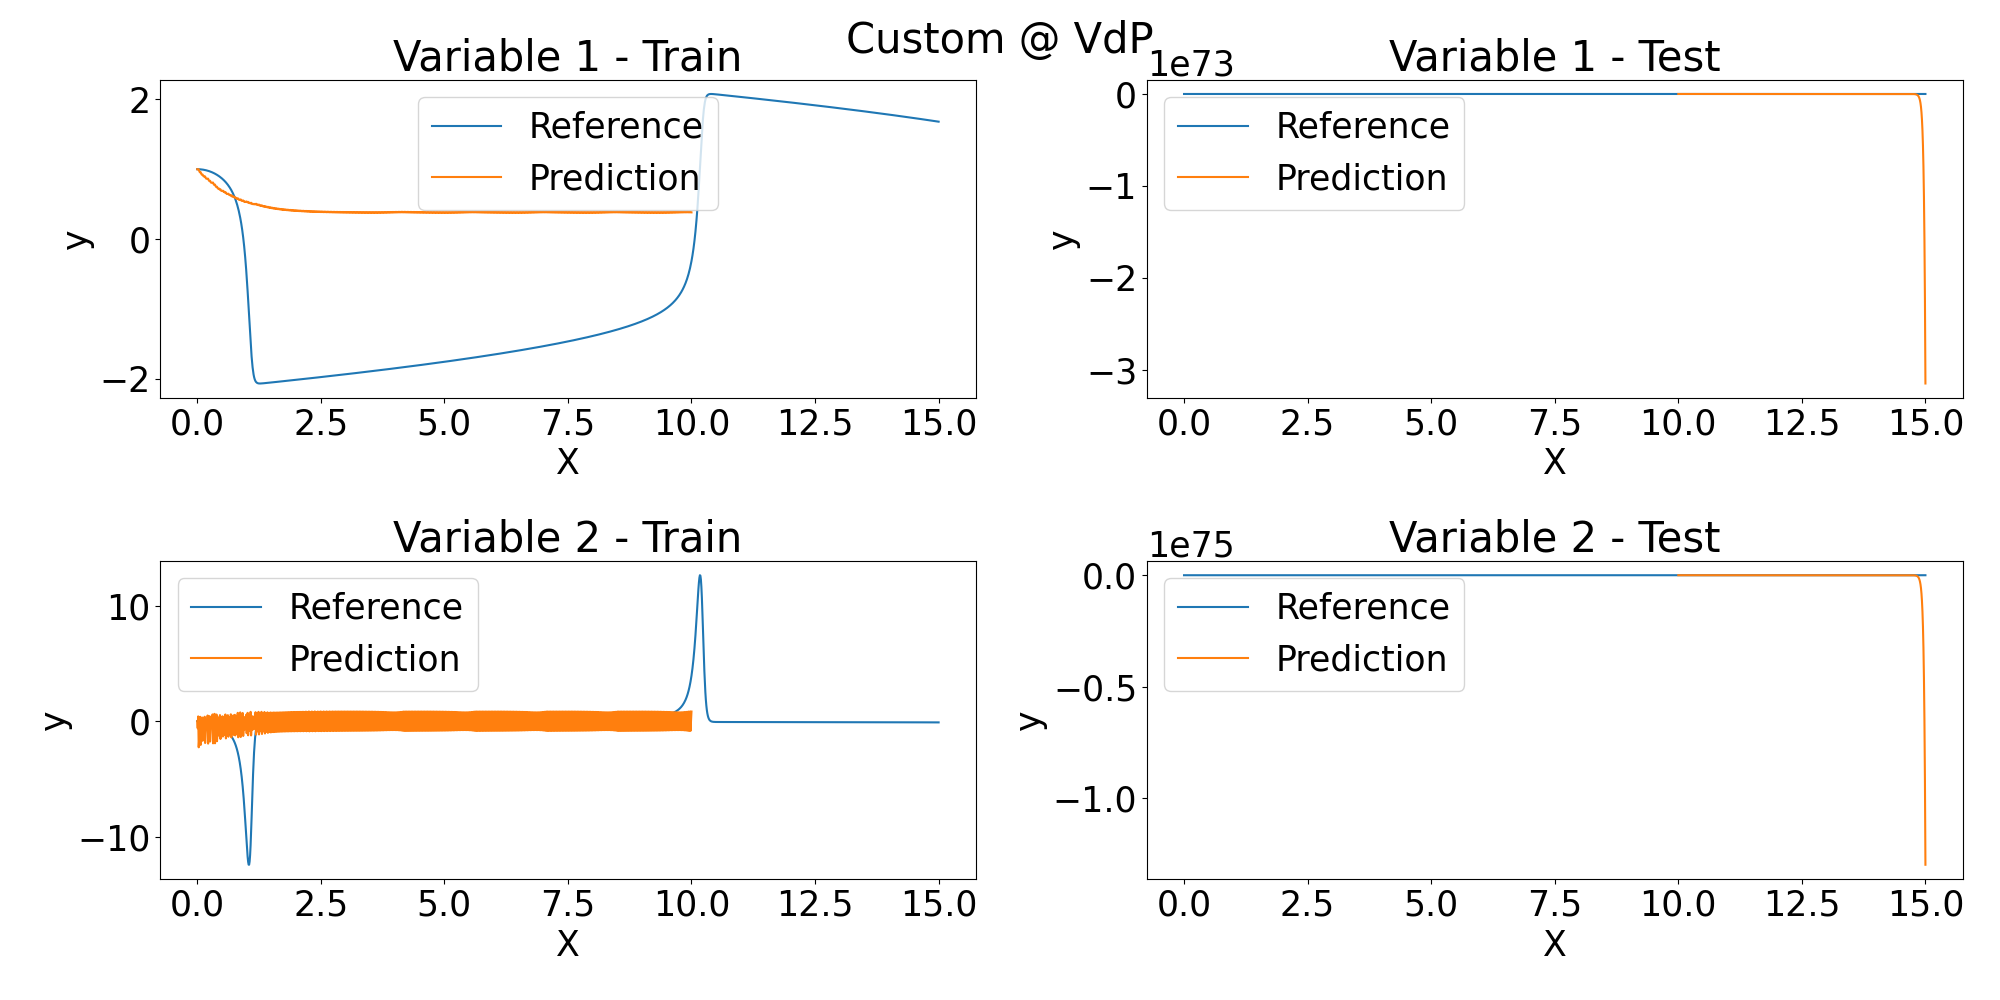 Custom @ VdP
Variable 1 - Train
2
0
−2
y
Reference
Prediction
0.0 2.5 5.0 7.5 10.0 12.5 15.0
X
Variable 1 - Test
1e73
0
−1
−2
−3
y
Reference
Prediction
0.0 2.5 5.0 7.5 10.0 12.5 15.0
X
Variable 2 - Train
10
0
−10
y
Reference
Prediction
0.0 2.5 5.0 7.5 10.0 12.5 15.0
X
Variable 2 - Test
1e75
0.0
−0.5
−1.0
y
Reference
Prediction
0.0 2.5 5.0 7.5 10.0 12.5 15.0
X